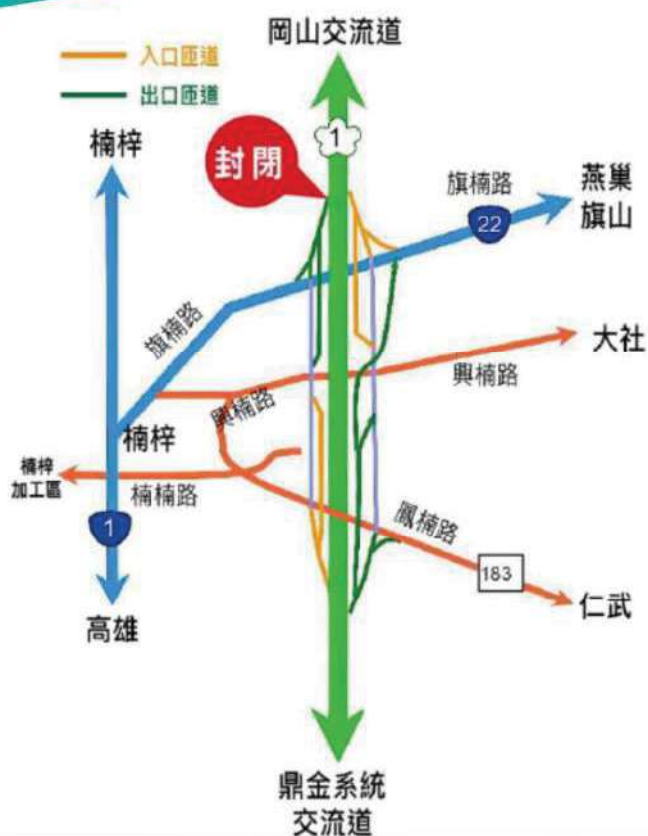 岡山交流道
入口匝道
出口匝道
1
楠梓
封閉
旗楠路
燕巢
旗山
22
旗楠路
大社
興楠路
興楠路
楠梓
楠梓
加工區
楠楠路
鳳楠路
1
183
仁武
高雄
鼎金系統
交流道